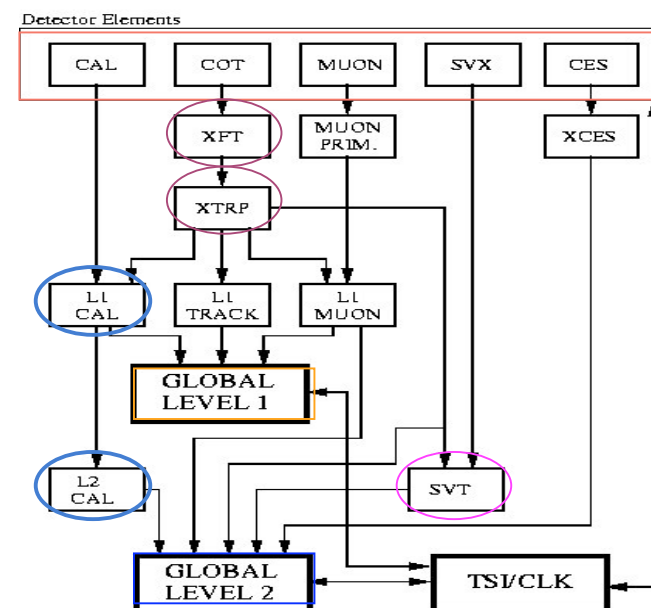 Detector Elements
CAL
COT
MUON
SVX
CES
XFT
MUON
PRIM.
XCES
XTRP
L1
CAL
L1
TRACK
L1
MUON
GLOBAL
LEVEL 1
L2
CAL
SVT
GLOBAL
LEVEL 2
TSI/CLK